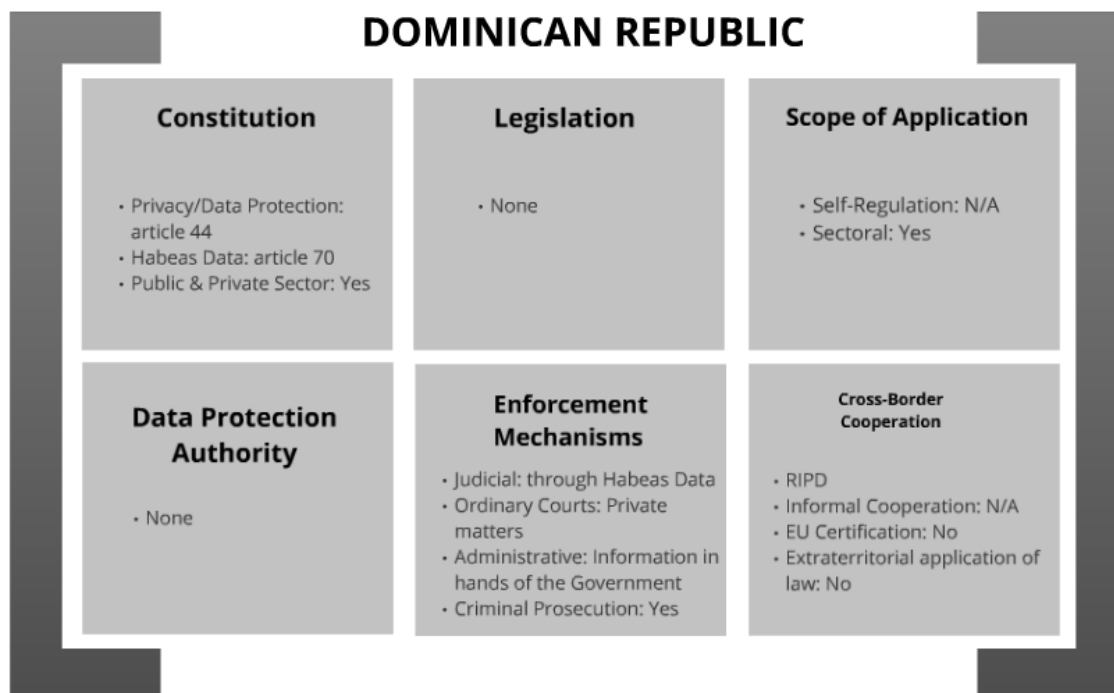 DOMINICAN REPUBLIC
Constitution
• Privacy/Data Protection:
article 44
• Habeas Data: article 70
• Public & Private Sector: Yes
Legislation
• None
Scope of Application
• Self-Regulation: N/A
• Sectoral: Yes
Data Protection
Authority
• None
Enforcement
Mechanisms
• Judicial: through Habeas Data
• Ordinary Courts: Private
matters
• Administrative: Information in
hands of the Government
• Criminal Prosecution: Yes
Cross-Border
Cooperation
• RIPD
• Informal Cooperation: N/A
• EU Certification: No
• Extraterritorial application of
law: No